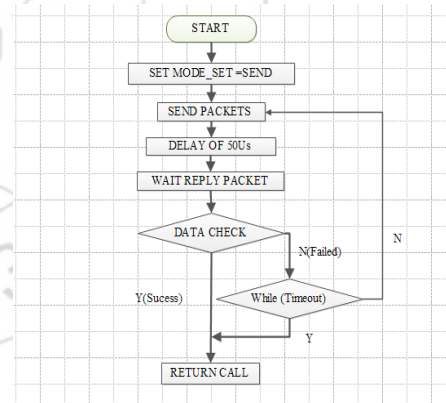 START
SET MODE_SET =SEND
SEND PACKETS
DELAY OF 50Us
WAIT REPLY PACKET
DATA CHECK
N(Failed)
N
Y(Sucess)
While (Timeout)
Y
RETURN CALL